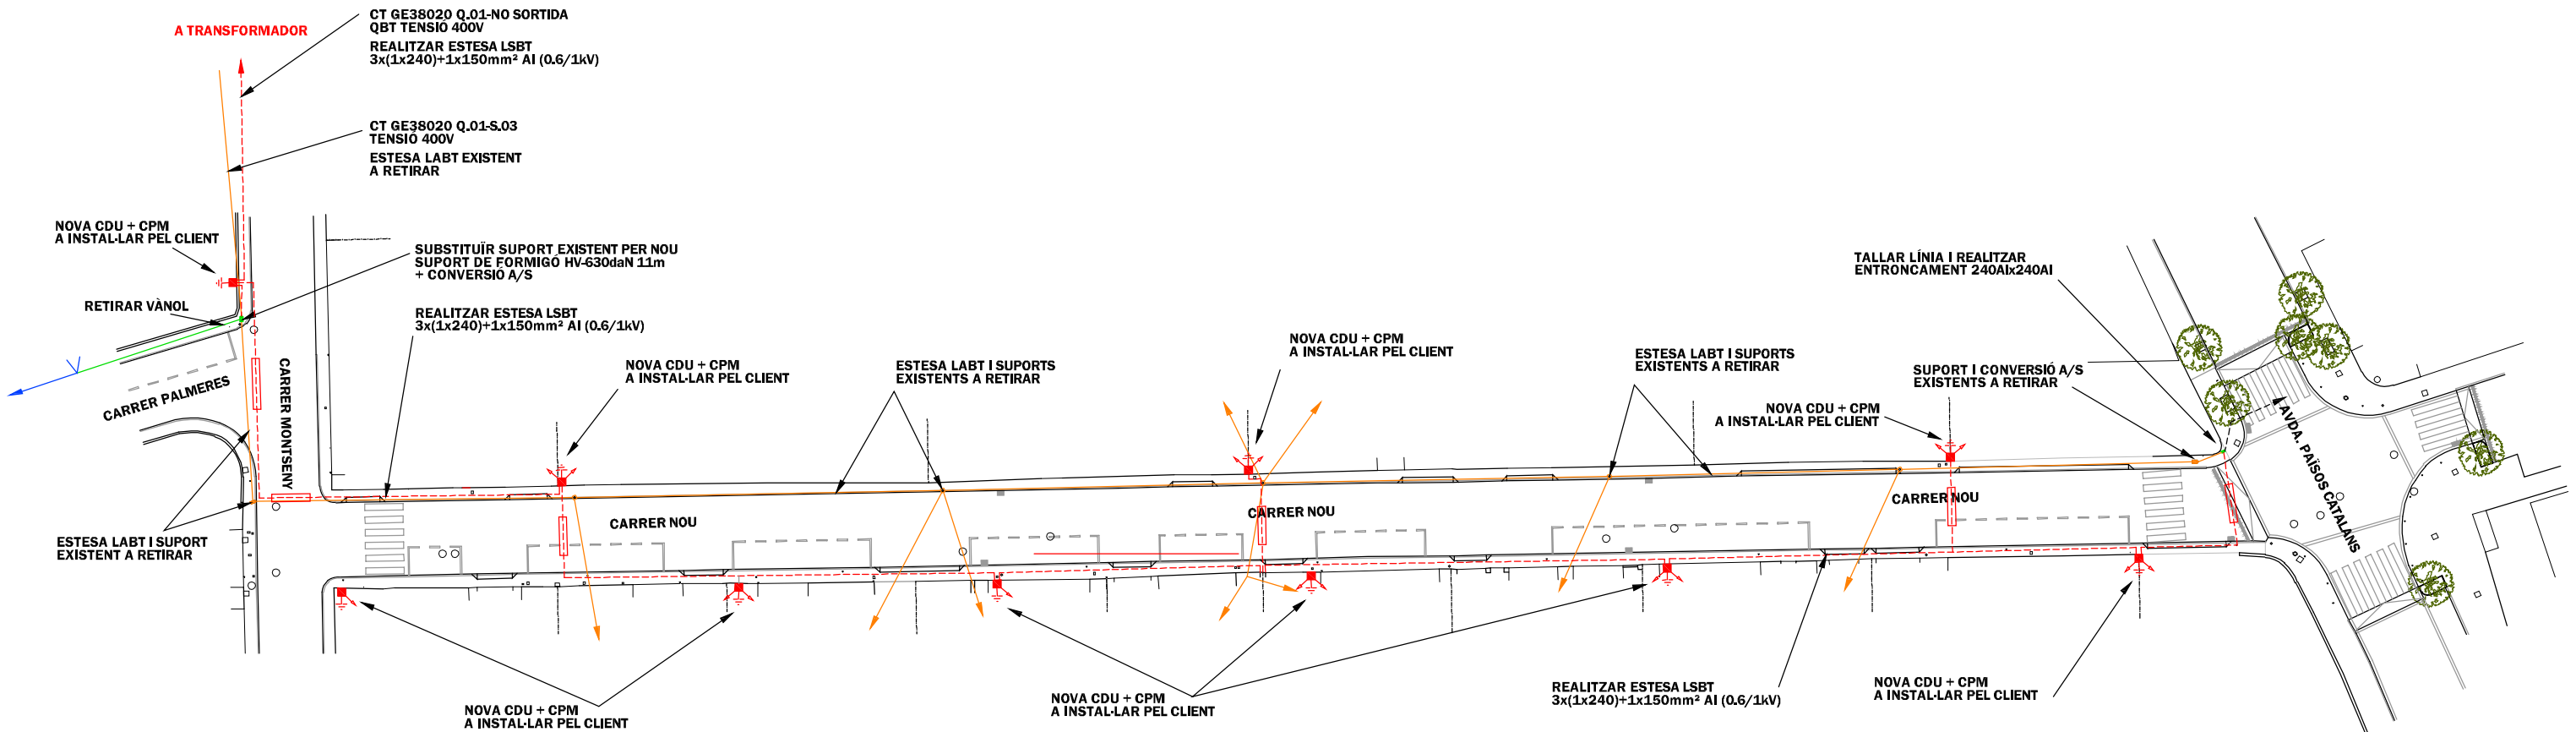 CT GE38020 Q.01-NO SORTIDA
QBT TENSIÓ 400V
REALITZAR ESTESA LSBT
3x(1x240)+1x150mm² Al (0.6/1kV)
A TRANSFORMADOR
CT GE38020 Q.01-S.03
TENSIÓ 400V
ESTESA LABT EXISTENT
A RETIRAR
NOVA CDU + CPM
A INSTAL·LAR PEL CLIENT
RETIRAR VÀNOL
SUBSTITUÏR SUPORT EXISTENT PER NOU
SUPORT DE FORMIGÓ HV-630daN 11m
+ CONVERSIÓ A/S
REALITZAR ESTESA LSBT
3x(1x240)+1x150mm² Al (0.6/1kV)
CARRER PALMERES
CARRER MONTSENY
NOVA CDU + CPM
A INSTAL·LAR PEL CLIENT
ESTESA LABT I SUPORTS
EXISTENTS A RETIRAR
NOVA CDU + CPM
A INSTAL·LAR PEL CLIENT
ESTESA LABT I SUPORTS
EXISTENTS A RETIRAR
TALLAR LÍNIA I REALITZAR
ENTRONCAMENT 240Alx240Al
SUPORT I CONVERSIÓ A/S
EXISTENTS A RETIRAR
NOVA CDU + CPM
A INSTAL·LAR PEL CLIENT
AVDA. PAÏSOS CATALANS
CARRER NOU
CARRER NOU
CARRER NOU
ESTESA LABT I SUPORT
EXISTENT A RETIRAR
NOVA CDU + CPM
A INSTAL·LAR PEL CLIENT
NOVA CDU + CPM
A INSTAL·LAR PEL CLIENT
REALITZAR ESTESA LSBT
3x(1x240)+1x150mm² Al (0.6/1kV)
NOVA CDU + CPM
A INSTAL·LAR PEL CLIENT